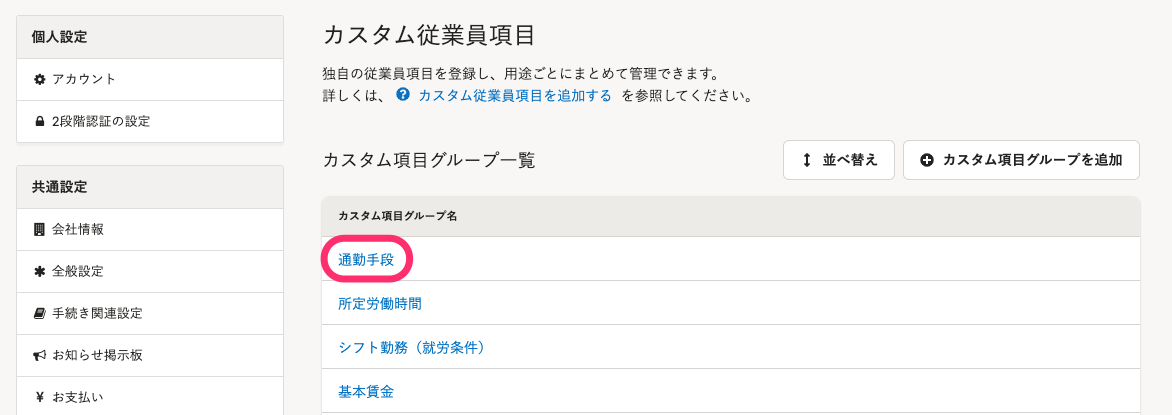 個人設定
アカウント
2段階認証の設定
共通設定
会社情報
全般設定
手続き関連設定
お知らせ掲示板
¥ お支払い
カスタム従業員項目
独自の従業員項目を登録し、用途ごとにまとめて管理できます。
詳しくは、 ? カスタム従業員項目を追加する を参照してください。
カスタム項目グループ一覧
並べ替え
カスタム項目グループを追加
カスタム項目グループ名
通勤手段
所定労働時間
シフト勤務（就労条件）
基本賃金